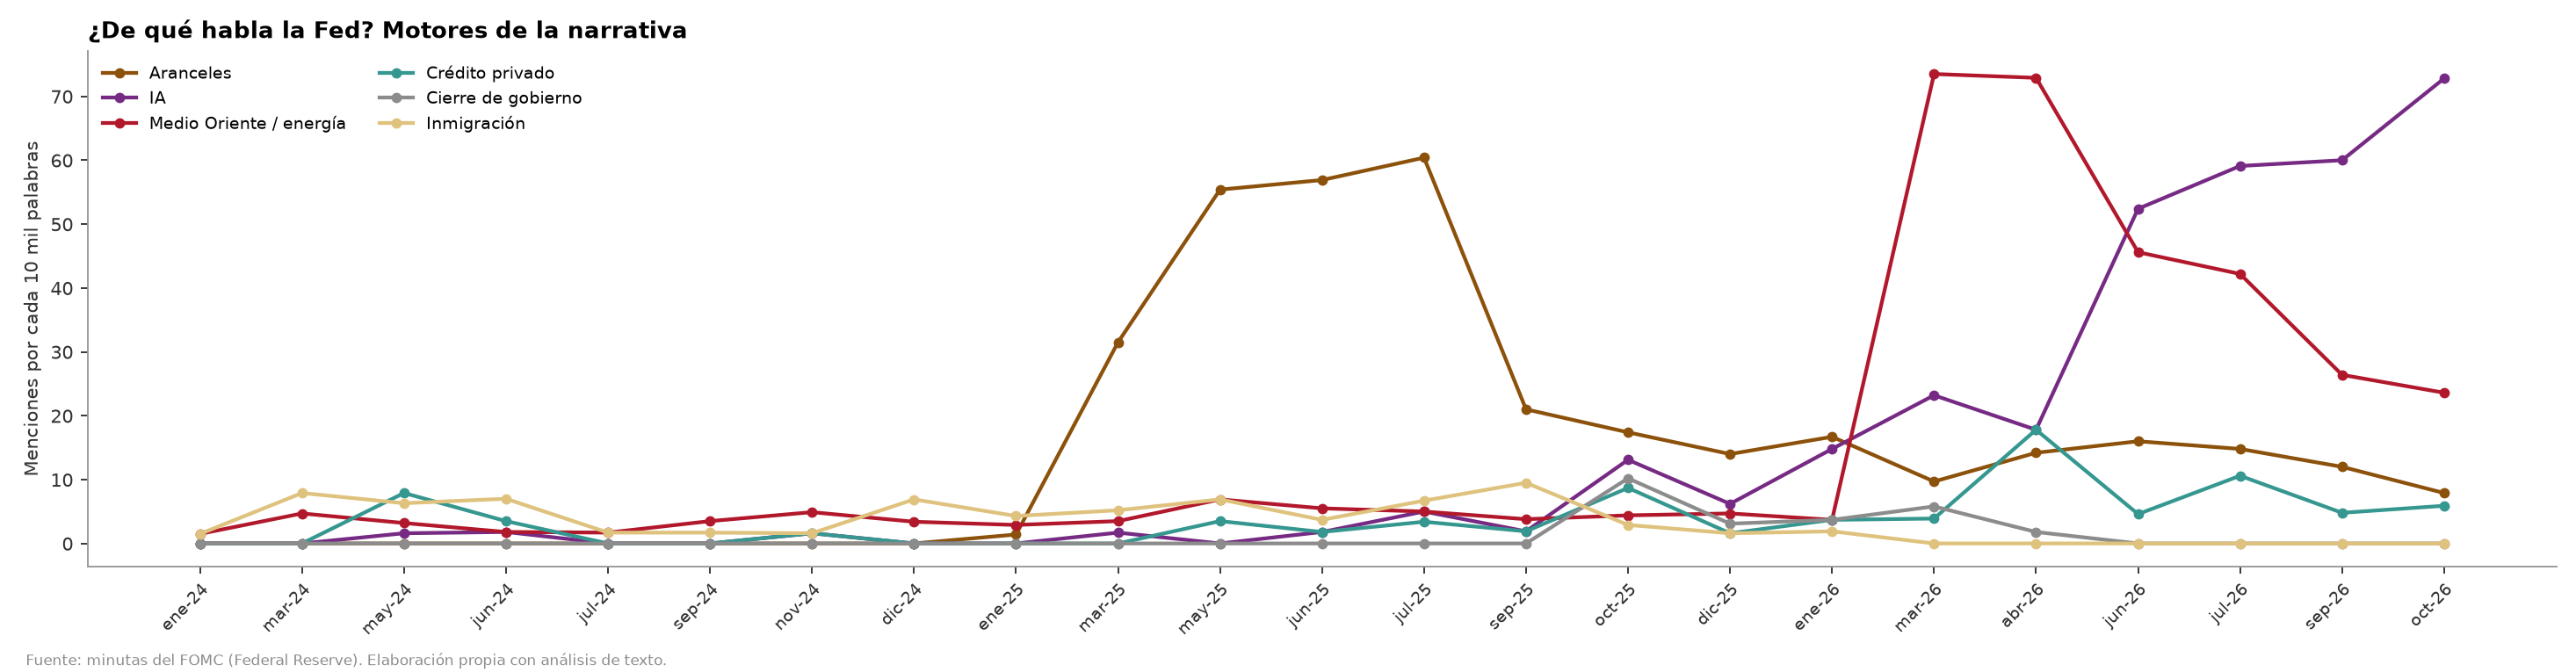 ¿De qué habla la Fed? Motores de la narrativa
Aranceles
IA
Medio Oriente / energía
Crédito privado
Cierre de gobierno
Inmigración
Menciones por cada 10 mil palabras
70
60
50
40
30
20
10
0
ene-24
mar-24
may-24
jun-24
jul-24
sep-24
nov-24
dic-24
ene-25
mar-25
may-25
jun-25
jul-25
sep-25
oct-25
dic-25
ene-26
mar-26
abr-26
jun-26
jul-26
sep-26
oct-26
Fuente: minutas del FOMC (Federal Reserve). Elaboración propia con análisis de texto.